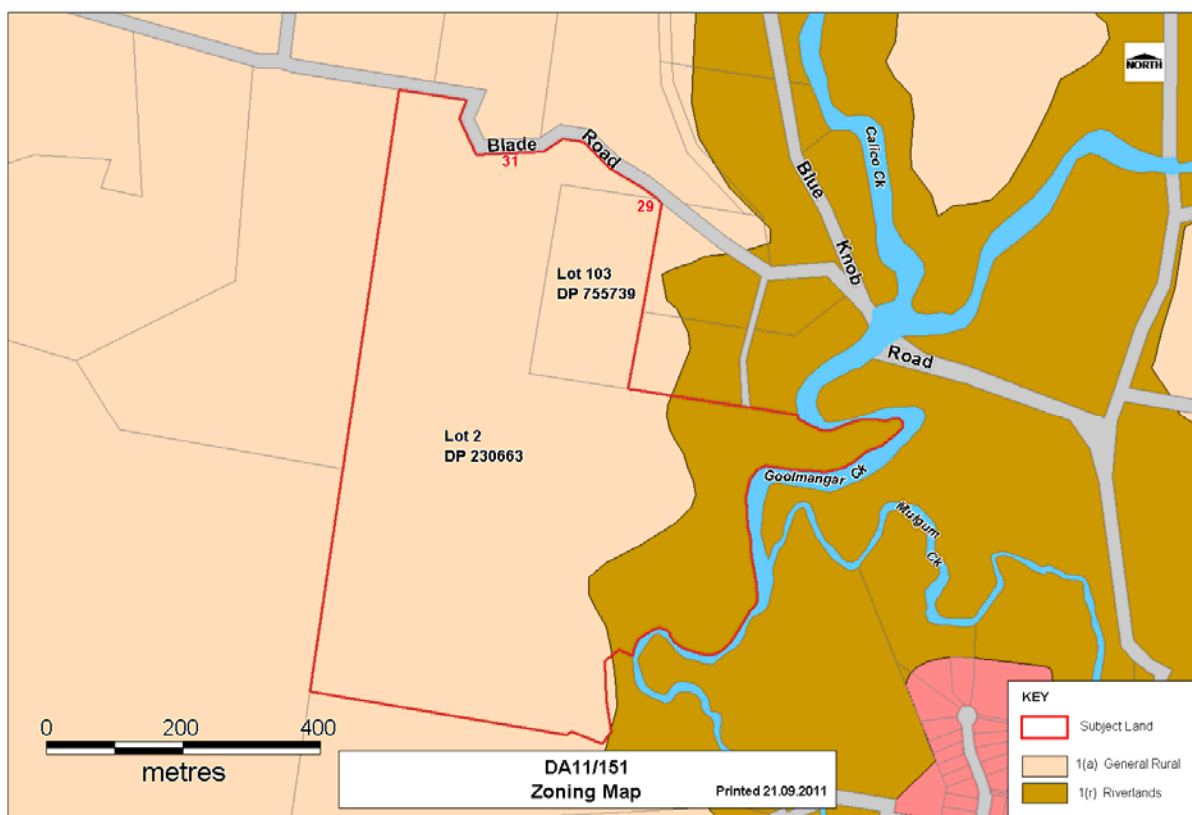 NORTH
Blade Road
31
29
Blue Knob Road
Calico Ck
Lot 103
DP 755739
Lot 2
DP 230663
Goolmangar Ck
Mulgum Ck
0 200 400
metres
DA11/151
Zoning Map
Printed 21.09.2011
KEY
Subject Land
1(a) General Rural
1(r) Riverlands